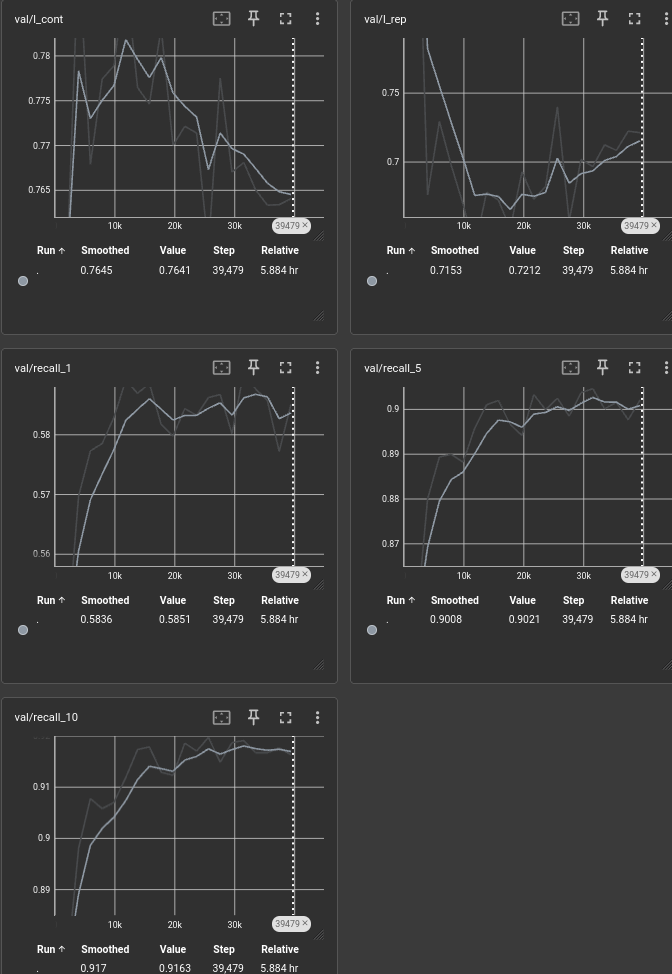 val/l_cont
0.78
0.775
0.77
0.765
10k 20k 30k 39479 ×
Run ↑ Smoothed Value Step Relative
. 0.7645 0.7641 39,479 5.884 hr
val/l_rep
0.75
0.7
10k 20k 30k 39479 ×
Run ↑ Smoothed Value Step Relative
. 0.7153 0.7212 39,479 5.884 hr
val/recall_1
0.58
0.57
0.56
10k 20k 30k 39479 ×
Run ↑ Smoothed Value Step Relative
. 0.5836 0.5851 39,479 5.884 hr
val/recall_5
0.9
0.89
0.88
0.87
10k 20k 30k 39479 ×
Run ↑ Smoothed Value Step Relative
. 0.9008 0.9021 39,479 5.884 hr
val/recall_10
0.91
0.9
0.89
10k 20k 30k 39479 ×
Run ↑ Smoothed Value Step Relative
. 0.917 0.9163 39,479 5.884 hr